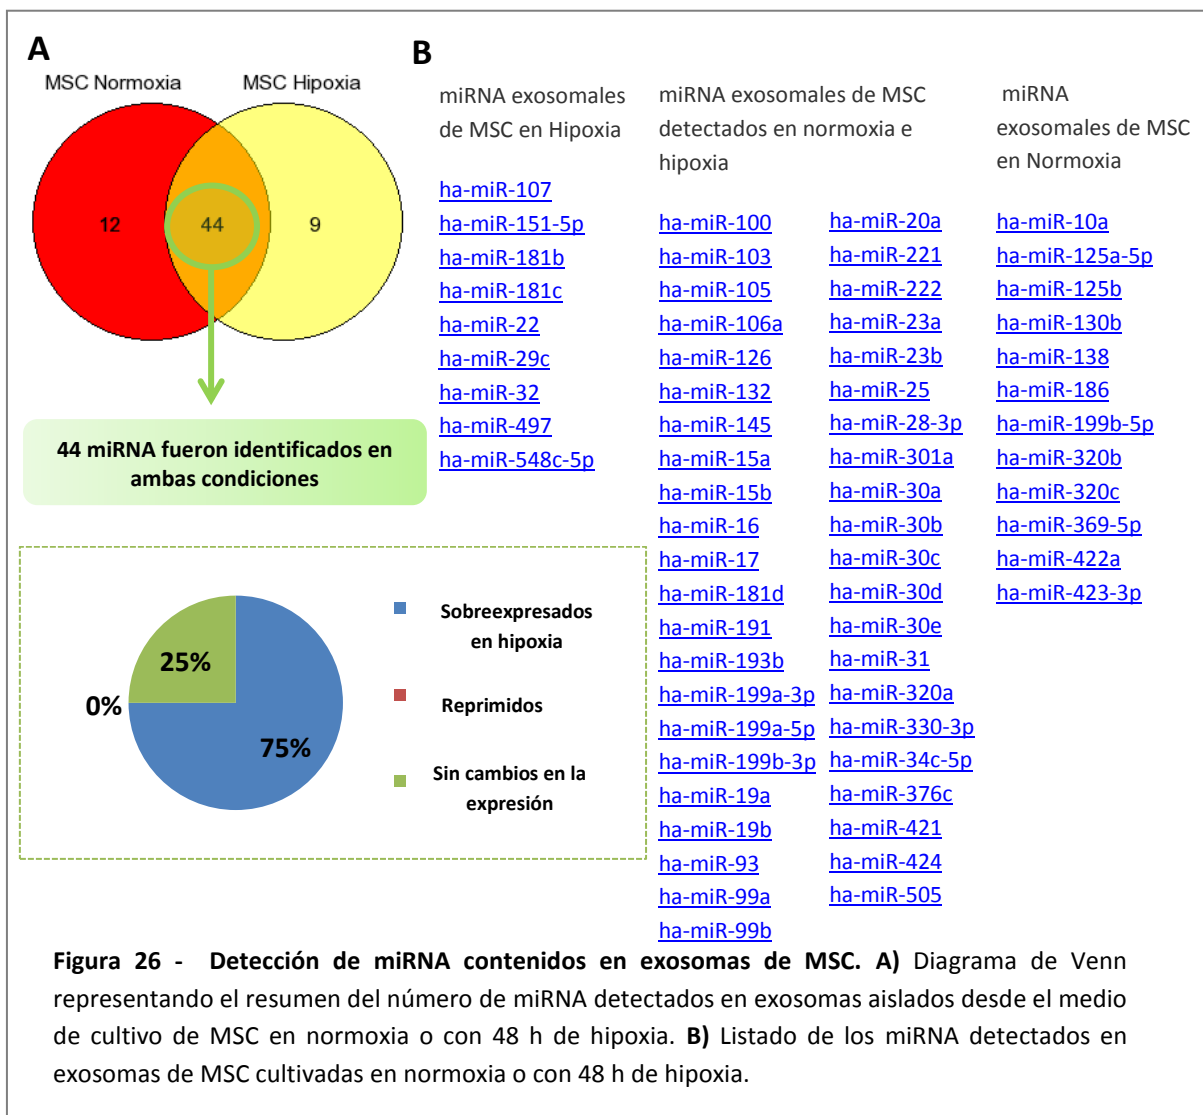 A
MSC Normoxia
MSC Hipoxia
12
44
9
44 miRNA fueron identificados en
ambas condiciones
25%
0%
75%
Sobreexpresados
en hipoxia
Reprimidos
Sin cambios en la
expresión
B
miRNA exosomales
de MSC en Hipoxia
ha-miR-107
ha-miR-151-5p
ha-miR-181b
ha-miR-181c
ha-miR-22
ha-miR-29c
ha-miR-32
ha-miR-497
ha-miR-548c-5p
miRNA exosomales de MSC
detectados en normoxia e
hipoxia
ha-miR-100
ha-miR-103
ha-miR-105
ha-miR-106a
ha-miR-126
ha-miR-132
ha-miR-145
ha-miR-15a
ha-miR-15b
ha-miR-16
ha-miR-17
ha-miR-181d
ha-miR-191
ha-miR-193b
ha-miR-199a-3p
ha-miR-199a-5p
ha-miR-199b-3p
ha-miR-19a
ha-miR-19b
ha-miR-93
ha-miR-99a
ha-miR-99b
ha-miR-20a
ha-miR-221
ha-miR-222
ha-miR-23a
ha-miR-23b
ha-miR-25
ha-miR-28-3p
ha-miR-301a
ha-miR-30a
ha-miR-30b
ha-miR-30c
ha-miR-30d
ha-miR-30e
ha-miR-31
ha-miR-320a
ha-miR-330-3p
ha-miR-34c-5p
ha-miR-376c
ha-miR-421
ha-miR-424
ha-miR-505
miRNA
exosomales de MSC
en Normoxia
ha-miR-10a
ha-miR-125a-5p
ha-miR-125b
ha-miR-130b
ha-miR-138
ha-miR-186
ha-miR-199b-5p
ha-miR-320b
ha-miR-320c
ha-miR-369-5p
ha-miR-422a
ha-miR-423-3p
Figura 26 - Detección de miRNA contenidos en exosomas de MSC. A) Diagrama de Venn
representando el resumen del número de miRNA detectados en exosomas aislados desde el medio
de cultivo de MSC en normoxia o con 48 h de hipoxia. B) Listado de los miRNA detectados en
exosomas de MSC cultivadas en normoxia o con 48 h de hipoxia.